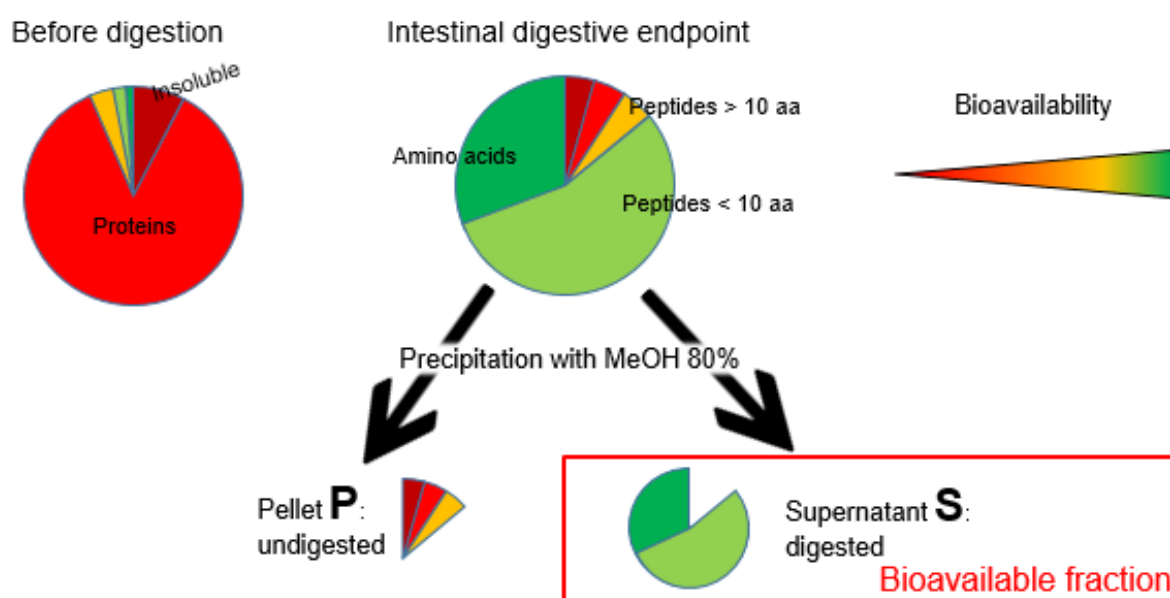 Before digestion
Intestinal digestive endpoint
Insoluble
Proteins
Peptides > 10 aa
Amino acids
Peptides < 10 aa
Bioavailability
Precipitation with MeOH 80%
Pellet P:
undigested
Supernatant S:
digested
Bioavailable fraction